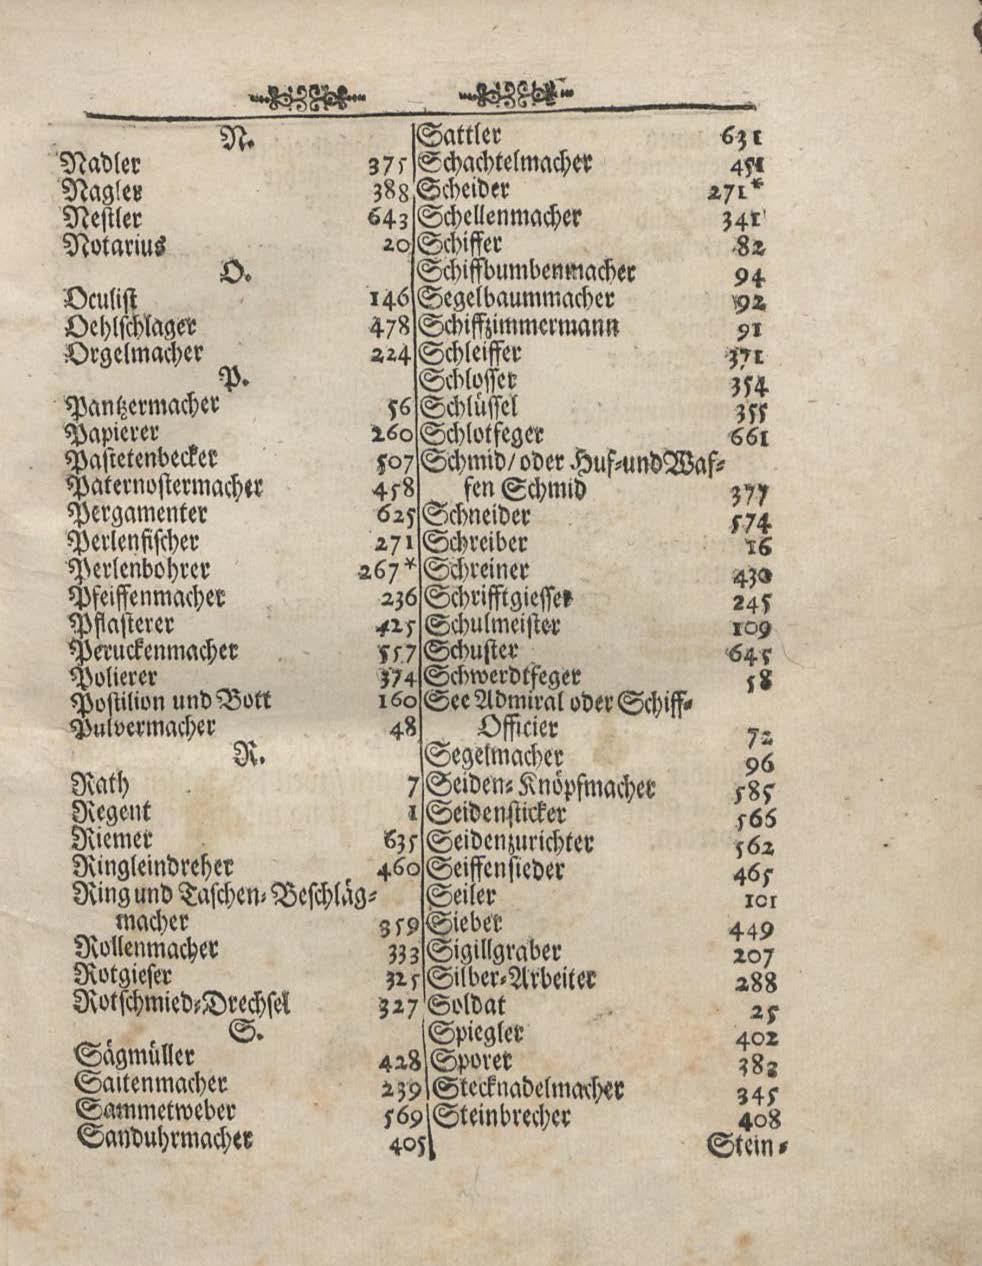 N.
Nadler 375
Nagler 388
Nestler 643
Notarius 20
O.
Oculist 146
Oehlschlager 478
Orgelmacher 224
P.
Pantzermacher 56
Papierer 260
Pastetenbecker 507
Paternostermacher 458
Pergamenter 625
Perlenfischer 271
Perlenbohrer 267*
Pfeiffenmacher 236
Pflasterer 425
Peruckenmacher 557
Polierer 374
Postilion und Bott 160
Pulvermacher 48
R.
Rath 7
Regent 1
Riemer 635
Ringleindreher 460
Ring und Taschen-Beschläg-
macher 359
Rollenmacher 333
Rotgieser 325
Rotschmied-Drechsel 327
S.
Sägmüller 428
Saitenmacher 239
Sammetweber 569
Sanduhrmacher 405
Sattler 631
Schachtelmacher 451
Scheider 271*
Schellenmacher 341
Schiffer 82
Schiffbumbenmacher 94
Segelbaummacher 92
Schiffzimmermann 91
Schleiffer 371
Schlosser 354
Schlüssel 355
Schlotfeger 661
Schmid/ oder Huf-und Waf-
fen Schmid 377
Schneider 574
Schreiber 16
Schreiner 430
Schrifftgiesser 245
Schulmeister 109
Schuster 645
Schwerdtfeger 58
See Admiral oder Schiff-
Officier 72
Segelmacher 96
Seiden-Knöpfmacher 585
Seidensticker 566
Seidenzurichter 562
Seiffensieder 465
Seiler 101
Sieber 449
Sigillgraber 207
Silber-Arbeiter 288
Soldat 25
Spiegler 402
Sporer 382
Stecknadelmacher 345
Steinbrecher 408
Stein-